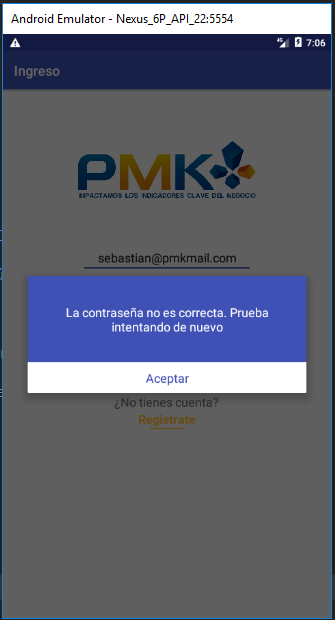 Android Emulator - Nexus_6P_API_22:5554
4G 7:06
Ingreso
PMK
IMPACTAMOS LOS INDICADORES CLAVE DEL NEGOCIO
sebastian@pmkmail.com
La contraseña no es correcta. Prueba
intentando de nuevo
Aceptar
¿No tienes cuenta?
Registrate